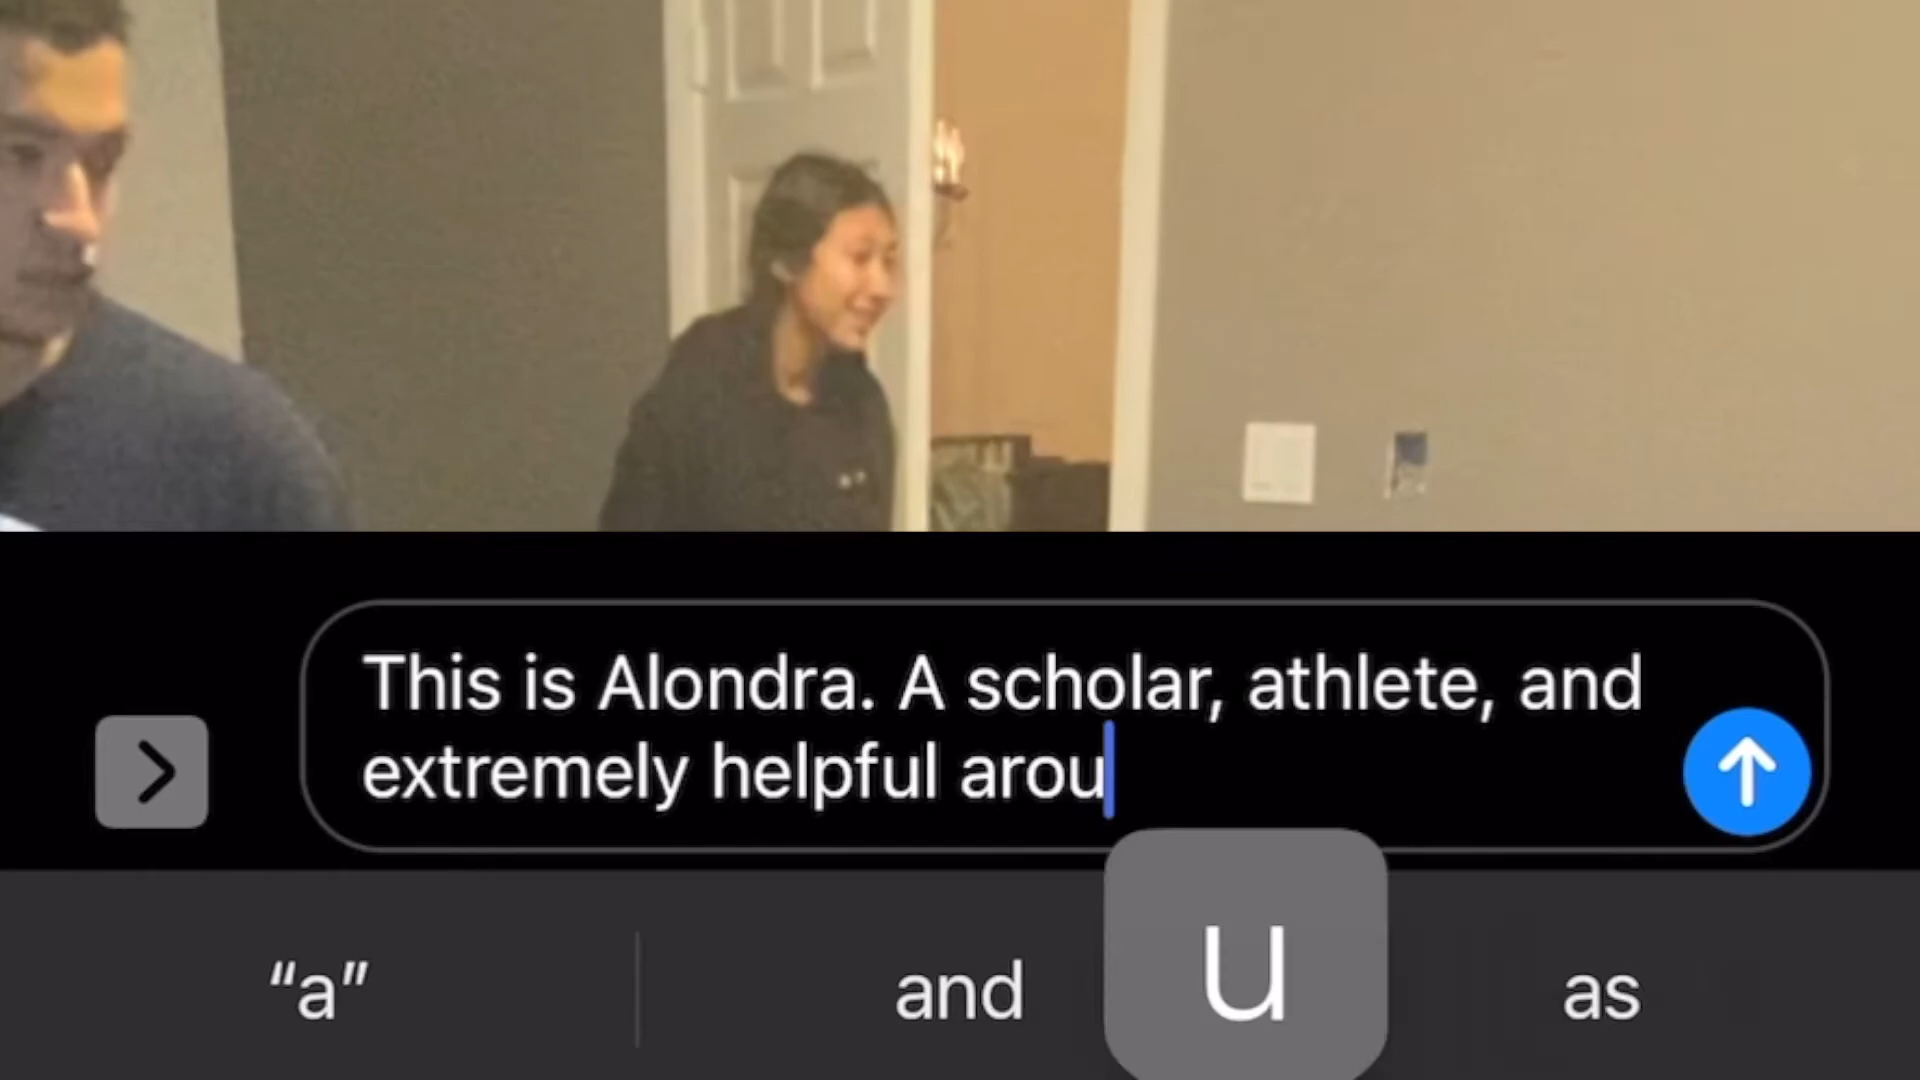 This is Alondra. A scholar, athlete, and
extremely helpful arou
“a” and as
u